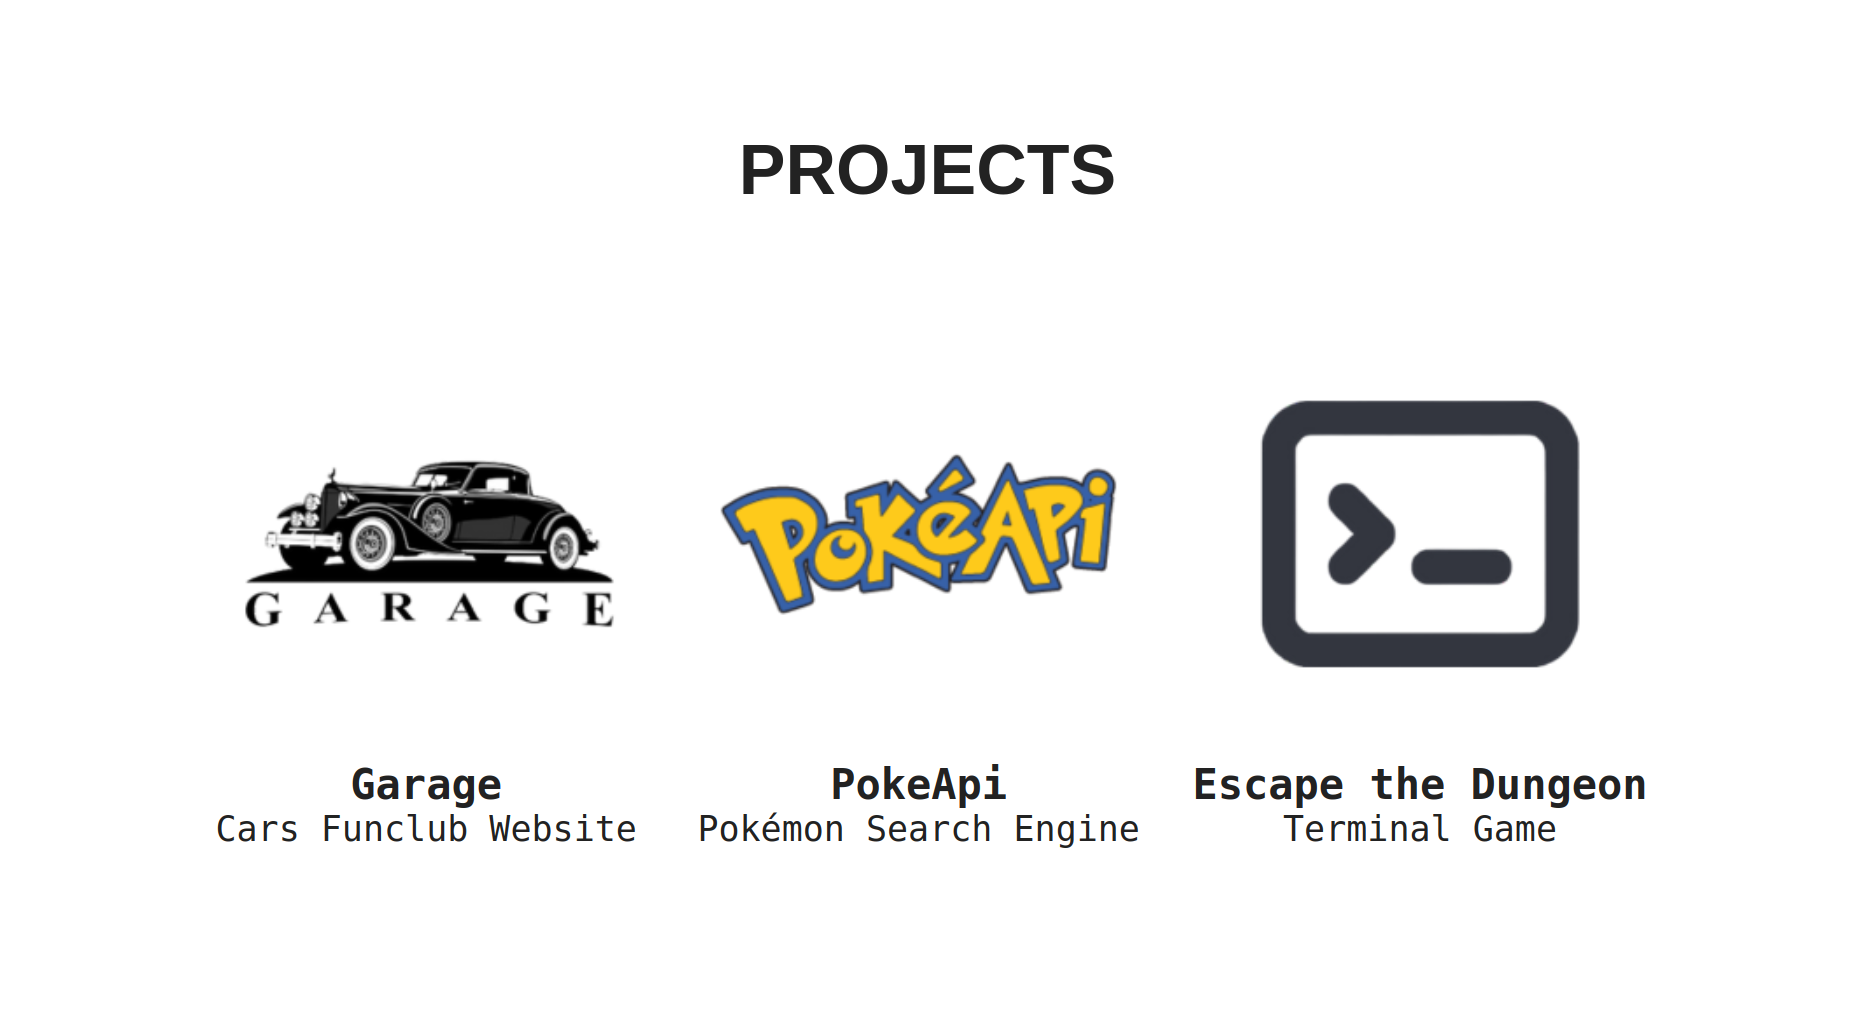 PROJECTS
GARAGE
PokéApi
>_
Garage
Cars Funclub Website
PokeApi
Pokémon Search Engine
Escape the Dungeon
Terminal Game